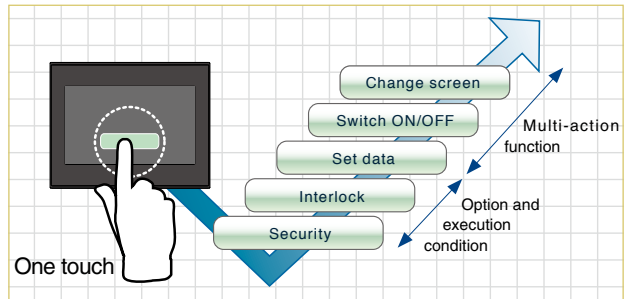 Change screen
Switch ON/OFF
Set data
Interlock
Security
Multi-action
function
Option and
execution
condition
One touch